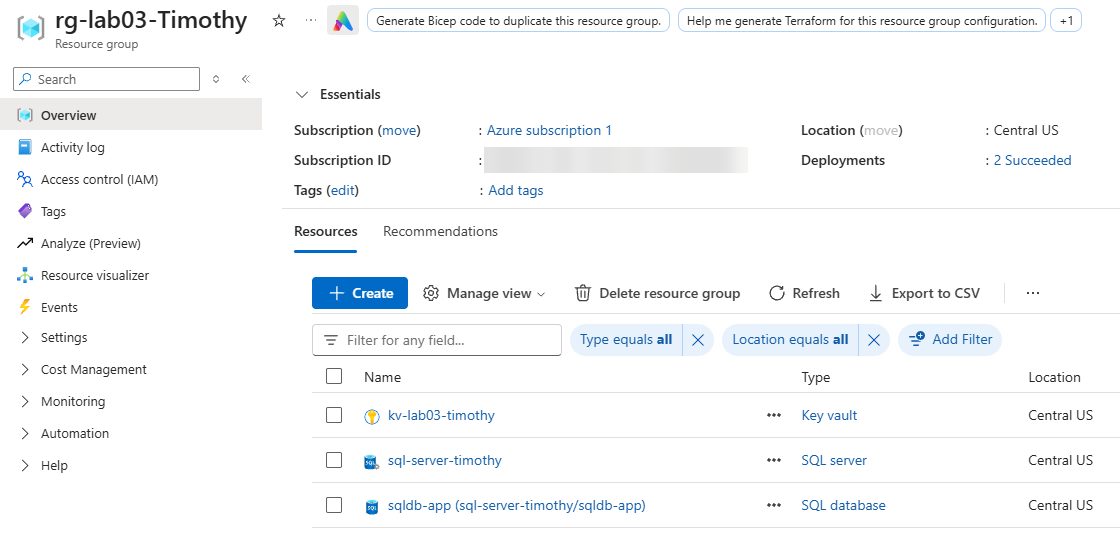 rg-lab03-Timothy
Resource group
Generate Bicep code to duplicate this resource group.
Help me generate Terraform for this resource group configuration.
+1
Search
Overview
Activity log
Access control (IAM)
Tags
Analyze (Preview)
Resource visualizer
Events
Settings
Cost Management
Monitoring
Automation
Help
Essentials
Subscription (move) : Azure subscription 1
Subscription ID :
Tags (edit) : Add tags
Location (move) : Central US
Deployments : 2 Succeeded
Resources Recommendations
Create Manage view Delete resource group Refresh Export to CSV
Filter for any field... Type equals all Location equals all Add Filter
Name Type Location
kv-lab03-timothy Key vault Central US
sql-server-timothy SQL server Central US
sqldb-app (sql-server-timothy/sqldb-app) SQL database Central US